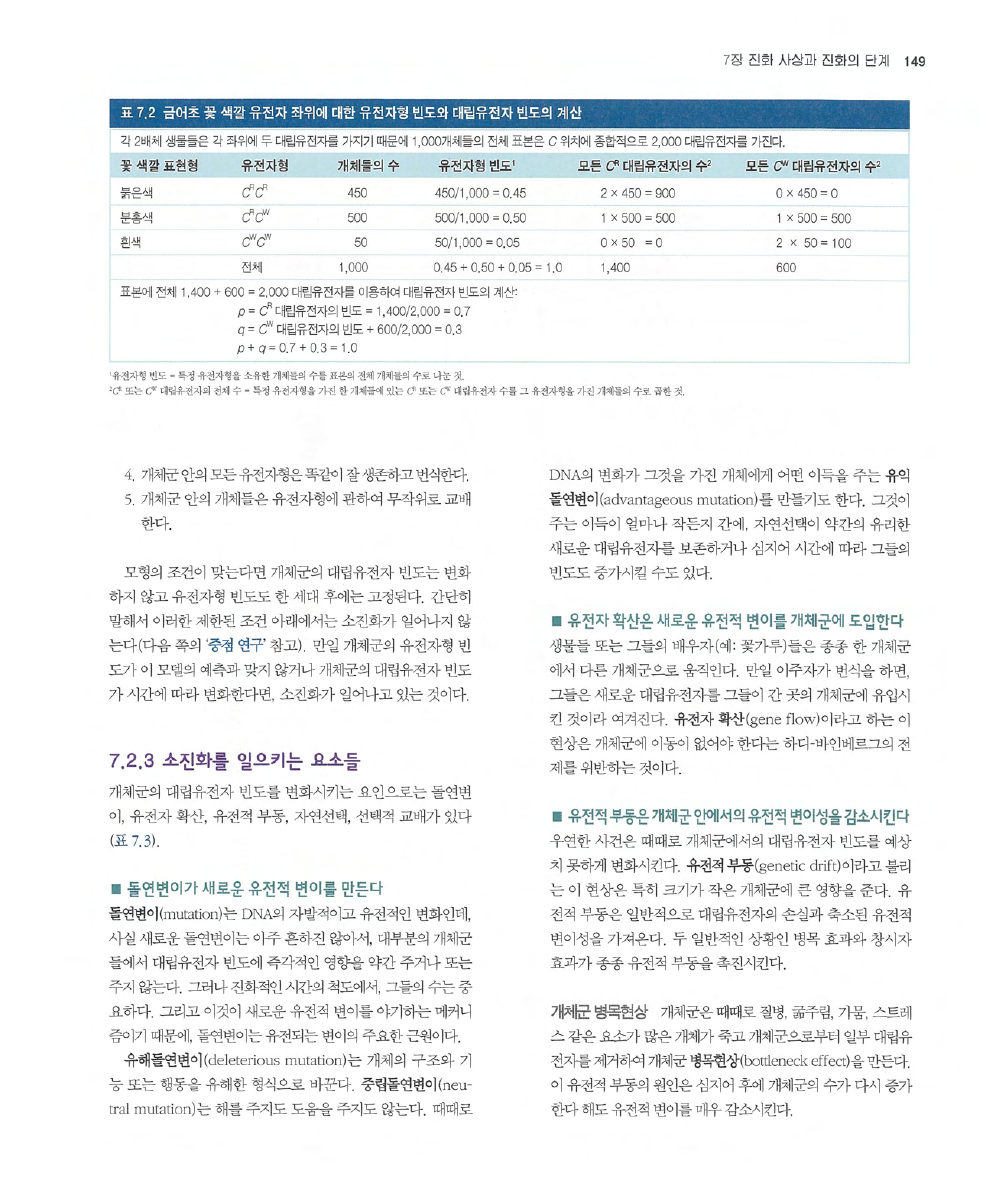 7장 진화 사상과 진화의 단계 149
표 7.2 금어초 꽃 색깔 유전자 좌위에 대한 유전자형 빈도와 대립유전자 빈도의 계산
각 2배체 생물들은 각 좌위에 두 대립유전자를 가지기 때문에 1,000개체들의 전체 표본은 C 위치에 종합적으로 2,000 대립유전자를 가진다.
꽃 색깔 표현형 유전자형 개체들의 수 유전자형 빈도¹ 모든 Cᴿ 대립유전자의 수² 모든 Cᵂ 대립유전자의 수²
붉은색 CᴿCᴿ 450 450/1,000 = 0.45 2 × 450 = 900 0 × 450 = 0
분홍색 CᴿCᵂ 500 500/1,000 = 0.50 1 × 500 = 500 1 × 500 = 500
흰색 CᵂCᵂ 50 50/1,000 = 0.05 0 × 50 = 0 2 × 50 = 100
전체 1,000 0.45 + 0.50 + 0.05 = 1.0 1,400 600
표본에 전체 1,400 + 600 = 2,000 대립유전자를 이용하여 대립유전자 빈도의 계산:
p = Cᴿ 대립유전자의 빈도 = 1,400/2,000 = 0.7
q = Cᵂ 대립유전자의 빈도 + 600/2,000 = 0.3
p + q = 0.7 + 0.3 = 1.0
¹유전자형 빈도 = 특정 유전자형을 소유한 개체들의 수를 표본의 전체 개체들의 수로 나눈 것.
²Cᴿ 또는 Cᵂ 대립유전자의 전체 수 = 특정 유전자형을 가진 한 개체들에 있는 Cᴿ 또는 Cᵂ 대립유전자 수를 그 유전자형을 가진 개체들의 수로 곱한 것.
4. 개체군 안의 모든 유전자형은 똑같이 잘 생존하고 번식한다.
5. 개체군 안의 개체들은 유전자형에 관하여 무작위로 교배
한다.
모형의 조건이 맞는다면 개체군의 대립유전자 빈도는 변화
하지 않고 유전자형 빈도도 한 세대 후에는 고정된다. 간단히
말해서 이러한 제한된 조건 아래에서는 소진화가 일어나지 않
는다(다음 쪽의 '중점 연구' 참고). 만일 개체군의 유전자형 빈
도가 이 모델의 예측과 맞지 않거나 개체군의 대립유전자 빈도
가 시간에 따라 변화한다면, 소진화가 일어나고 있는 것이다.
7.2.3 소진화를 일으키는 요소들
개체군의 대립유전자 빈도를 변화시키는 요인으로는 돌연변
이, 유전자 확산, 유전적 부동, 자연선택, 선택적 교배가 있다
(표 7.3).
■ 돌연변이가 새로운 유전적 변이를 만든다
돌연변이(mutation)는 DNA의 자발적이고 유전적인 변화인데,
사실 새로운 돌연변이는 아주 흔하진 않아서, 대부분의 개체군
들에서 대립유전자 빈도에 즉각적인 영향을 약간 주거나 또는
주지 않는다. 그러나 진화적인 시간의 척도에서, 그들의 수는 중
요하다. 그리고 이것이 새로운 유전적 변이를 야기하는 메커니
즘이기 때문에, 돌연변이는 유전되는 변이의 주요한 근원이다.
유해돌연변이(deleterious mutation)는 개체의 구조와 기
능 또는 행동을 유해한 형식으로 바꾼다. 중립돌연변이(neu-
tral mutation)는 해를 주지도 도움을 주지도 않는다. 때때로
DNA의 변화가 그것을 가진 개체에게 어떤 이득을 주는 유익
돌연변이(advantageous mutation)를 만들기도 한다. 그것이
주는 이득이 얼마나 작든지 간에, 자연선택이 약간의 유리한
새로운 대립유전자를 보존하거나 심지어 시간에 따라 그들의
빈도도 증가시킬 수도 있다.
■ 유전자 확산은 새로운 유전적 변이를 개체군에 도입한다
생물들 또는 그들의 배우자(예: 꽃가루)들은 종종 한 개체군
에서 다른 개체군으로 움직인다. 만일 이주자가 번식을 하면,
그들은 새로운 대립유전자를 그들이 간 곳의 개체군에 유입시
킨 것이라 여겨진다. 유전자 확산(gene flow)이라고 하는 이
현상은 개체군에 이동이 없어야 한다는 하디-바인베르그의 전
제를 위반하는 것이다.
■ 유전적 부동은 개체군 안에서의 유전적 변이성을 감소시킨다
우연한 사건은 때때로 개체군에서의 대립유전자 빈도를 예상
치 못하게 변화시킨다. 유전적 부동(genetic drift)이라고 불리
는 이 현상은 특히 크기가 작은 개체군에 큰 영향을 준다. 유
전적 부동은 일반적으로 대립유전자의 손실과 축소된 유전적
변이성을 가져온다. 두 일반적인 상황인 병목 효과와 창시자
효과가 종종 유전적 부동을 촉진시킨다.
개체군 병목현상 개체군은 때때로 질병, 굶주림, 가뭄, 스트레
스 같은 요소가 많은 개체가 죽고 개체군으로부터 일부 대립유
전자를 제거하여 개체군 병목현상(bottleneck effect)을 만든다.
이 유전적 부동의 원인은 심지어 후에 개체군의 수가 다시 증가
한다 해도 유전적 변이를 매우 감소시킨다.